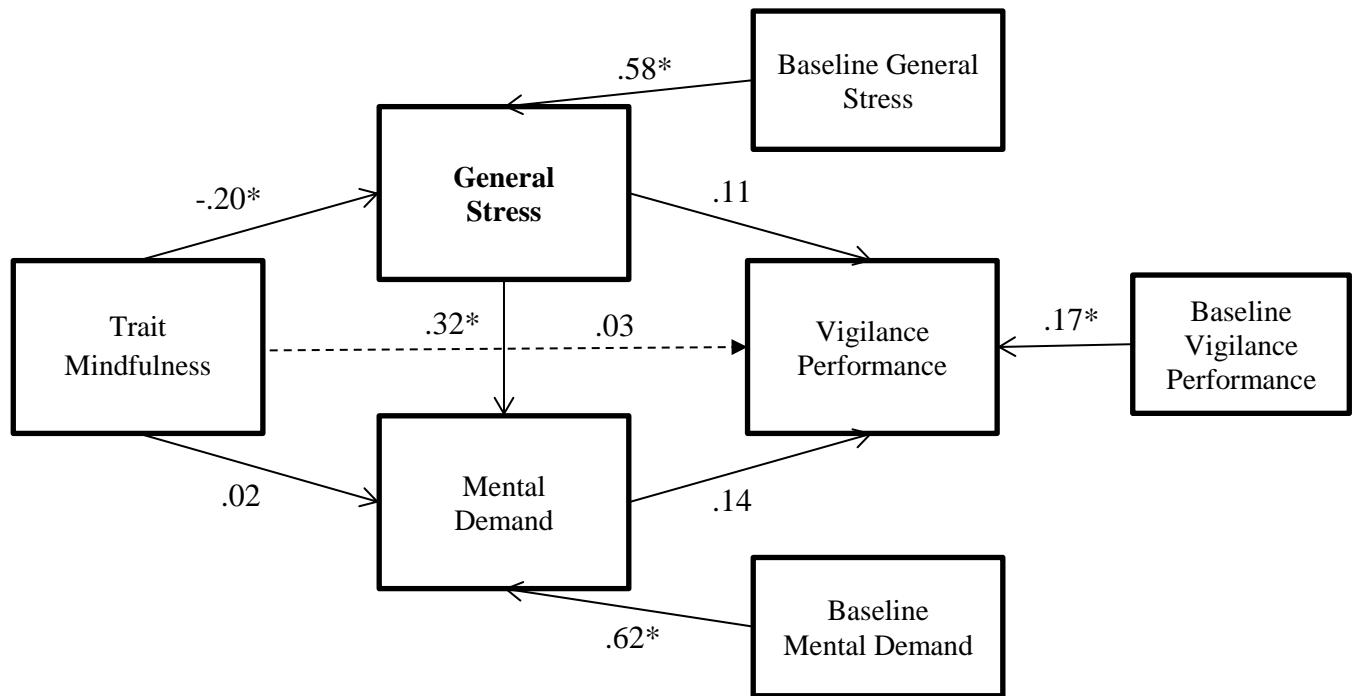 Baseline General
Stress
.58*
General
Stress
-.20*
.11
Trait
Mindfulness
.32*
.03
Vigilance
Performance
.17*
Baseline
Vigilance
Performance
.02
Mental
Demand
.14
Baseline
Mental Demand
.62*